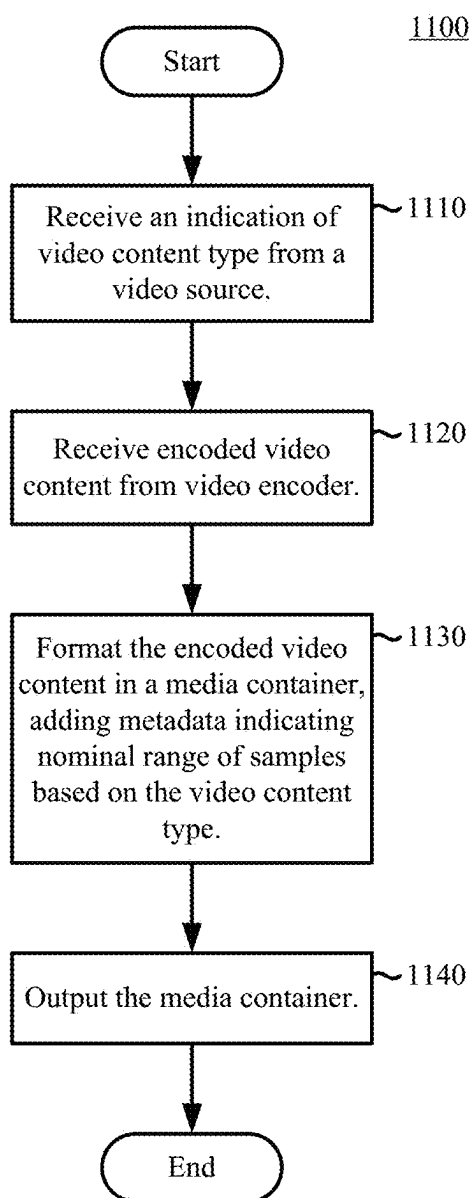 1100
Start
Receive an indication of
video content type from a
video source.
1110
Receive encoded video
content from video encoder.
1120
Format the encoded video
content in a media container,
adding metadata indicating
nominal range of samples
based on the video content
type.
1130
Output the media container.
1140
End